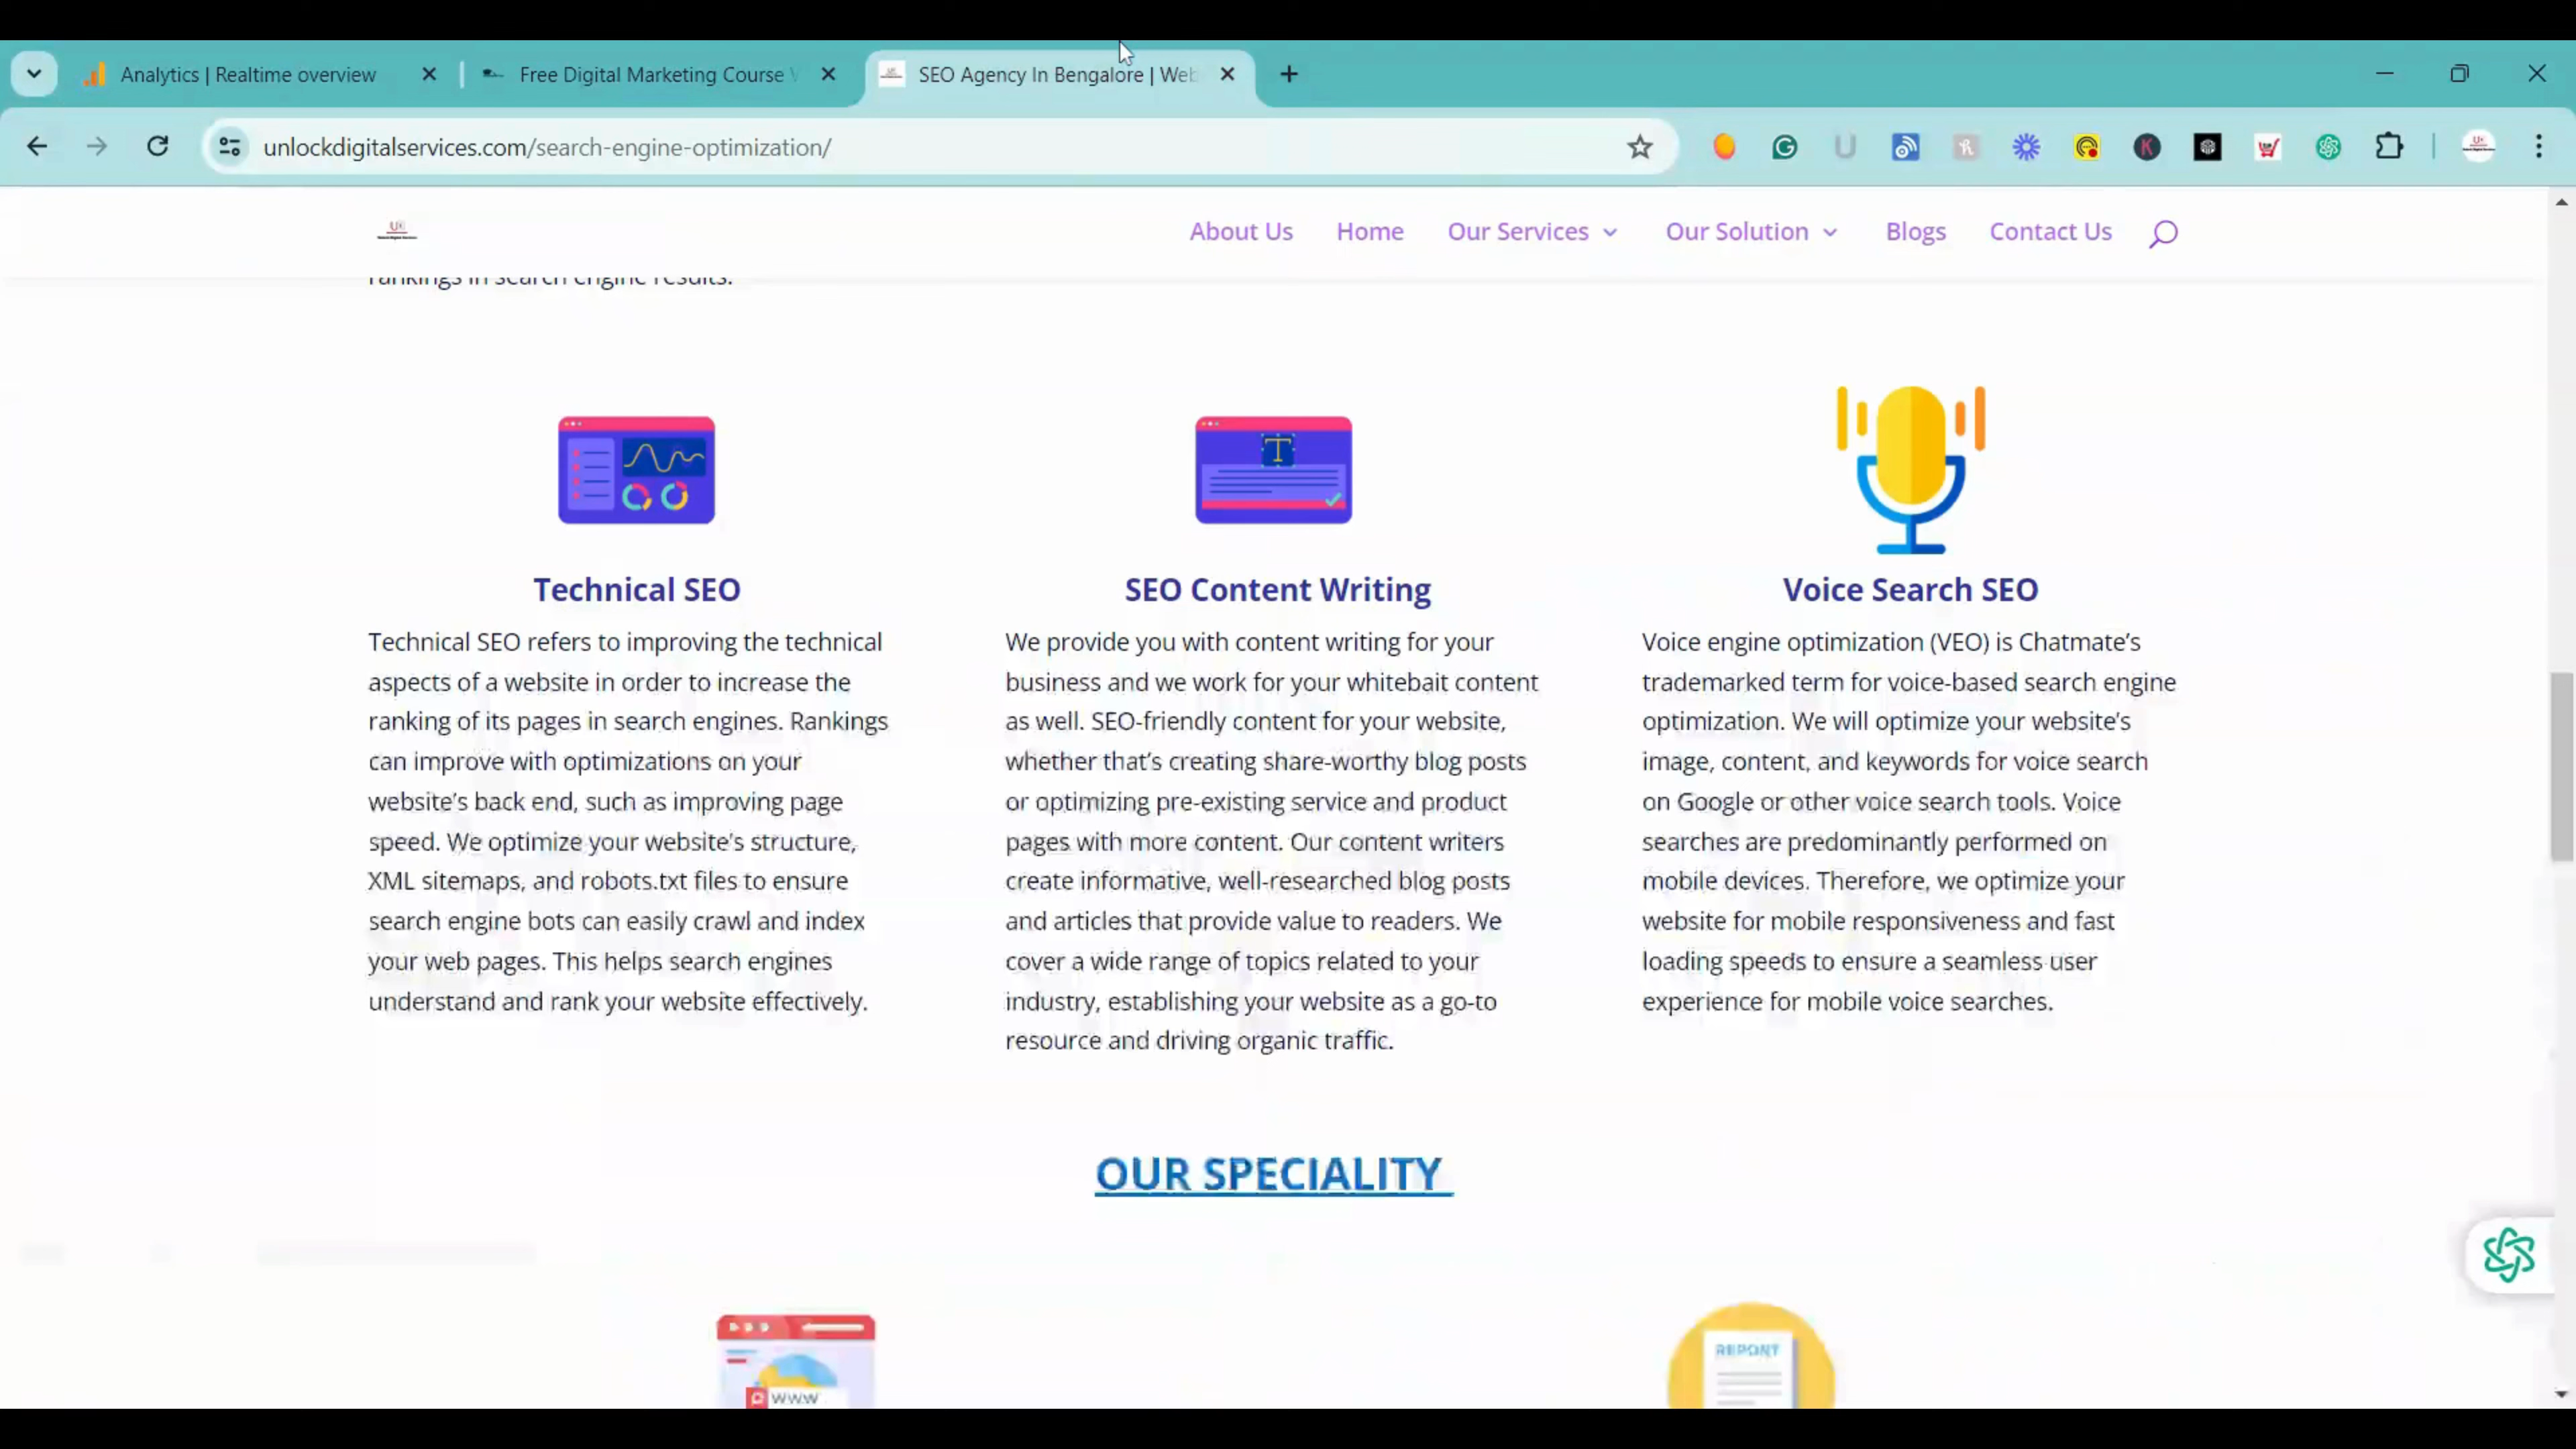 Analytics | Realtime overview
Free Digital Marketing Course
SEO Agency In Bengalore | Web
unlockdigitalservices.com/search-engine-optimization/
About Us
Home
Our Services
Our Solution
Blogs
Contact Us
rankings in search engine results.
Technical SEO
Technical SEO refers to improving the technical
aspects of a website in order to increase the
ranking of its pages in search engines. Rankings
can improve with optimizations on your
website's back end, such as improving page
speed. We optimize your website's structure,
XML sitemaps, and robots.txt files to ensure
search engine bots can easily crawl and index
your web pages. This helps search engines
understand and rank your website effectively.
SEO Content Writing
We provide you with content writing for your
business and we work for your whitebait content
as well. SEO-friendly content for your website,
whether that's creating share-worthy blog posts
or optimizing pre-existing service and product
pages with more content. Our content writers
create informative, well-researched blog posts
and articles that provide value to readers. We
cover a wide range of topics related to your
industry, establishing your website as a go-to
resource and driving organic traffic.
Voice Search SEO
Voice engine optimization (VEO) is Chatmate's
trademarked term for voice-based search engine
optimization. We will optimize your website's
image, content, and keywords for voice search
on Google or other voice search tools. Voice
searches are predominantly performed on
mobile devices. Therefore, we optimize your
website for mobile responsiveness and fast
loading speeds to ensure a seamless user
experience for mobile voice searches.
OUR SPECIALITY
www
REPORT